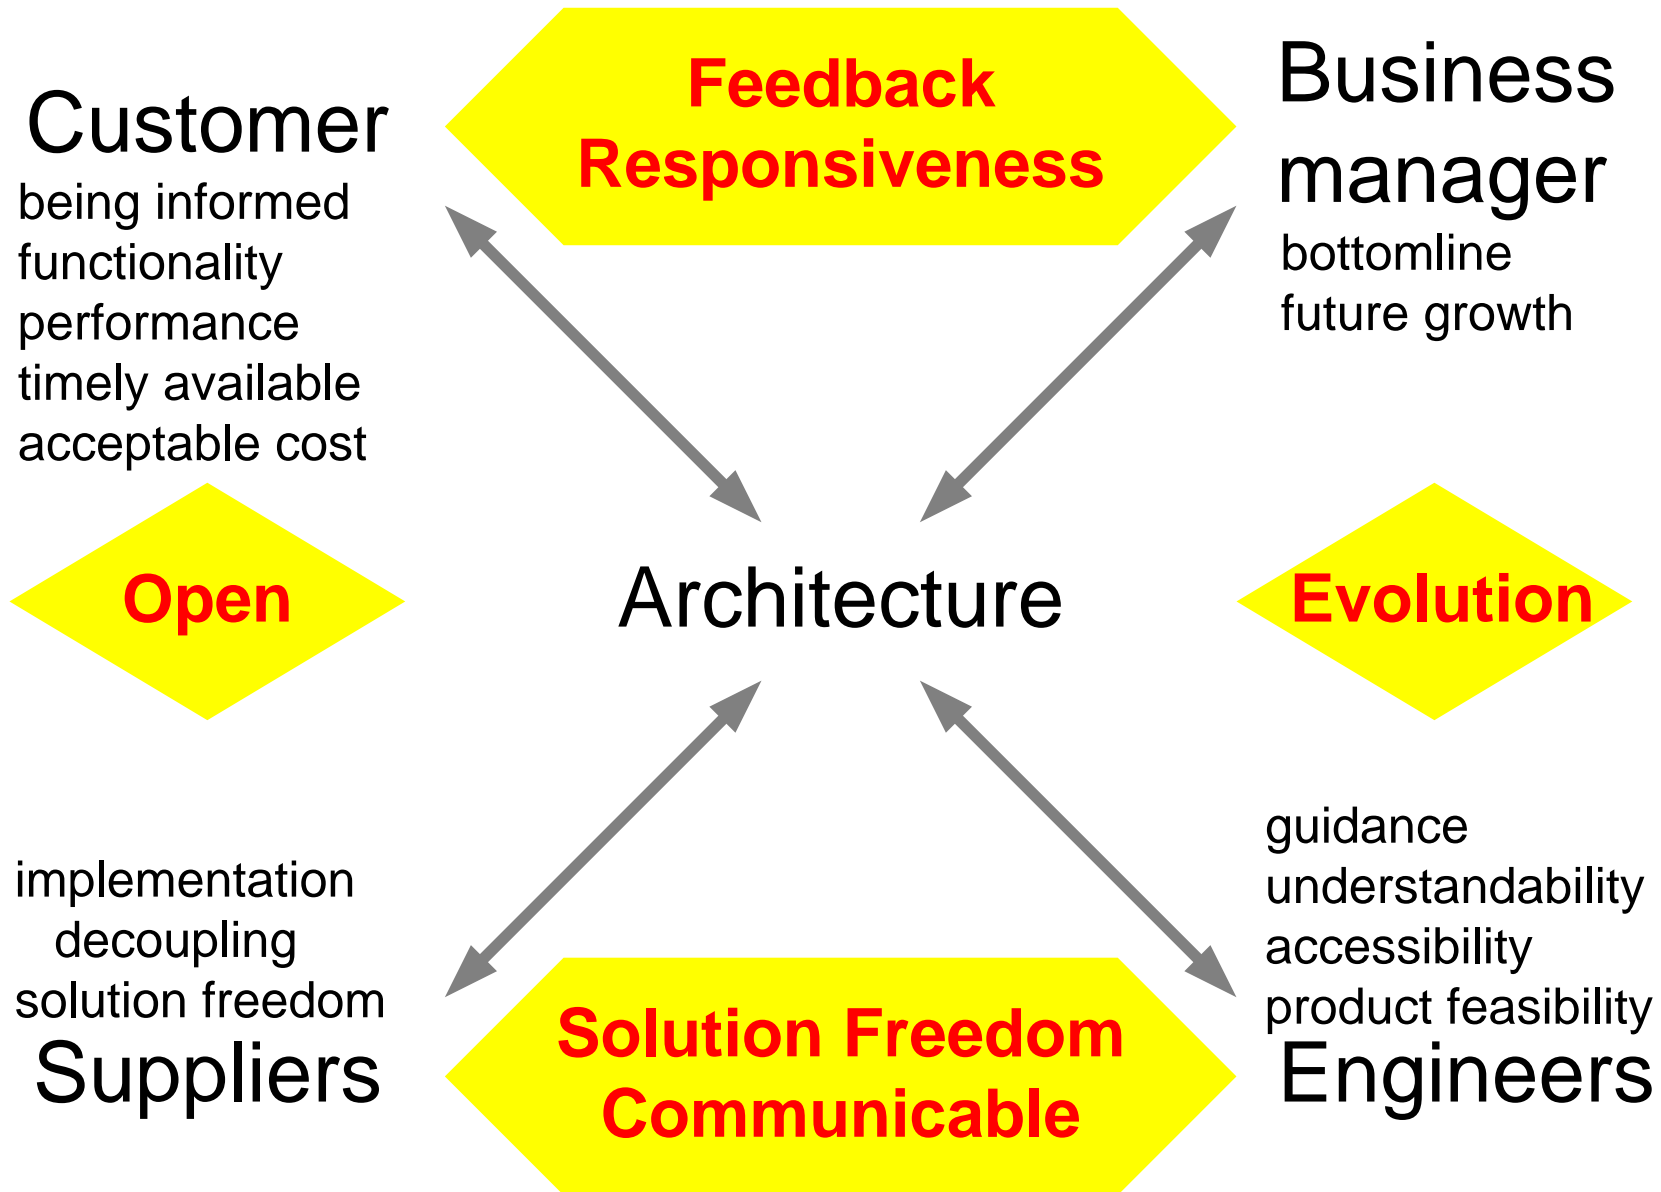 Feedback
Responsiveness
Customer
being informed
functionality
performance
timely available
acceptable cost
Business
manager
bottomline
future growth
Open
Architecture
Evolution
implementation
decoupling
solution freedom
Suppliers
Solution Freedom
Communicable
guidance
understandability
accessibility
product feasibility
Engineers